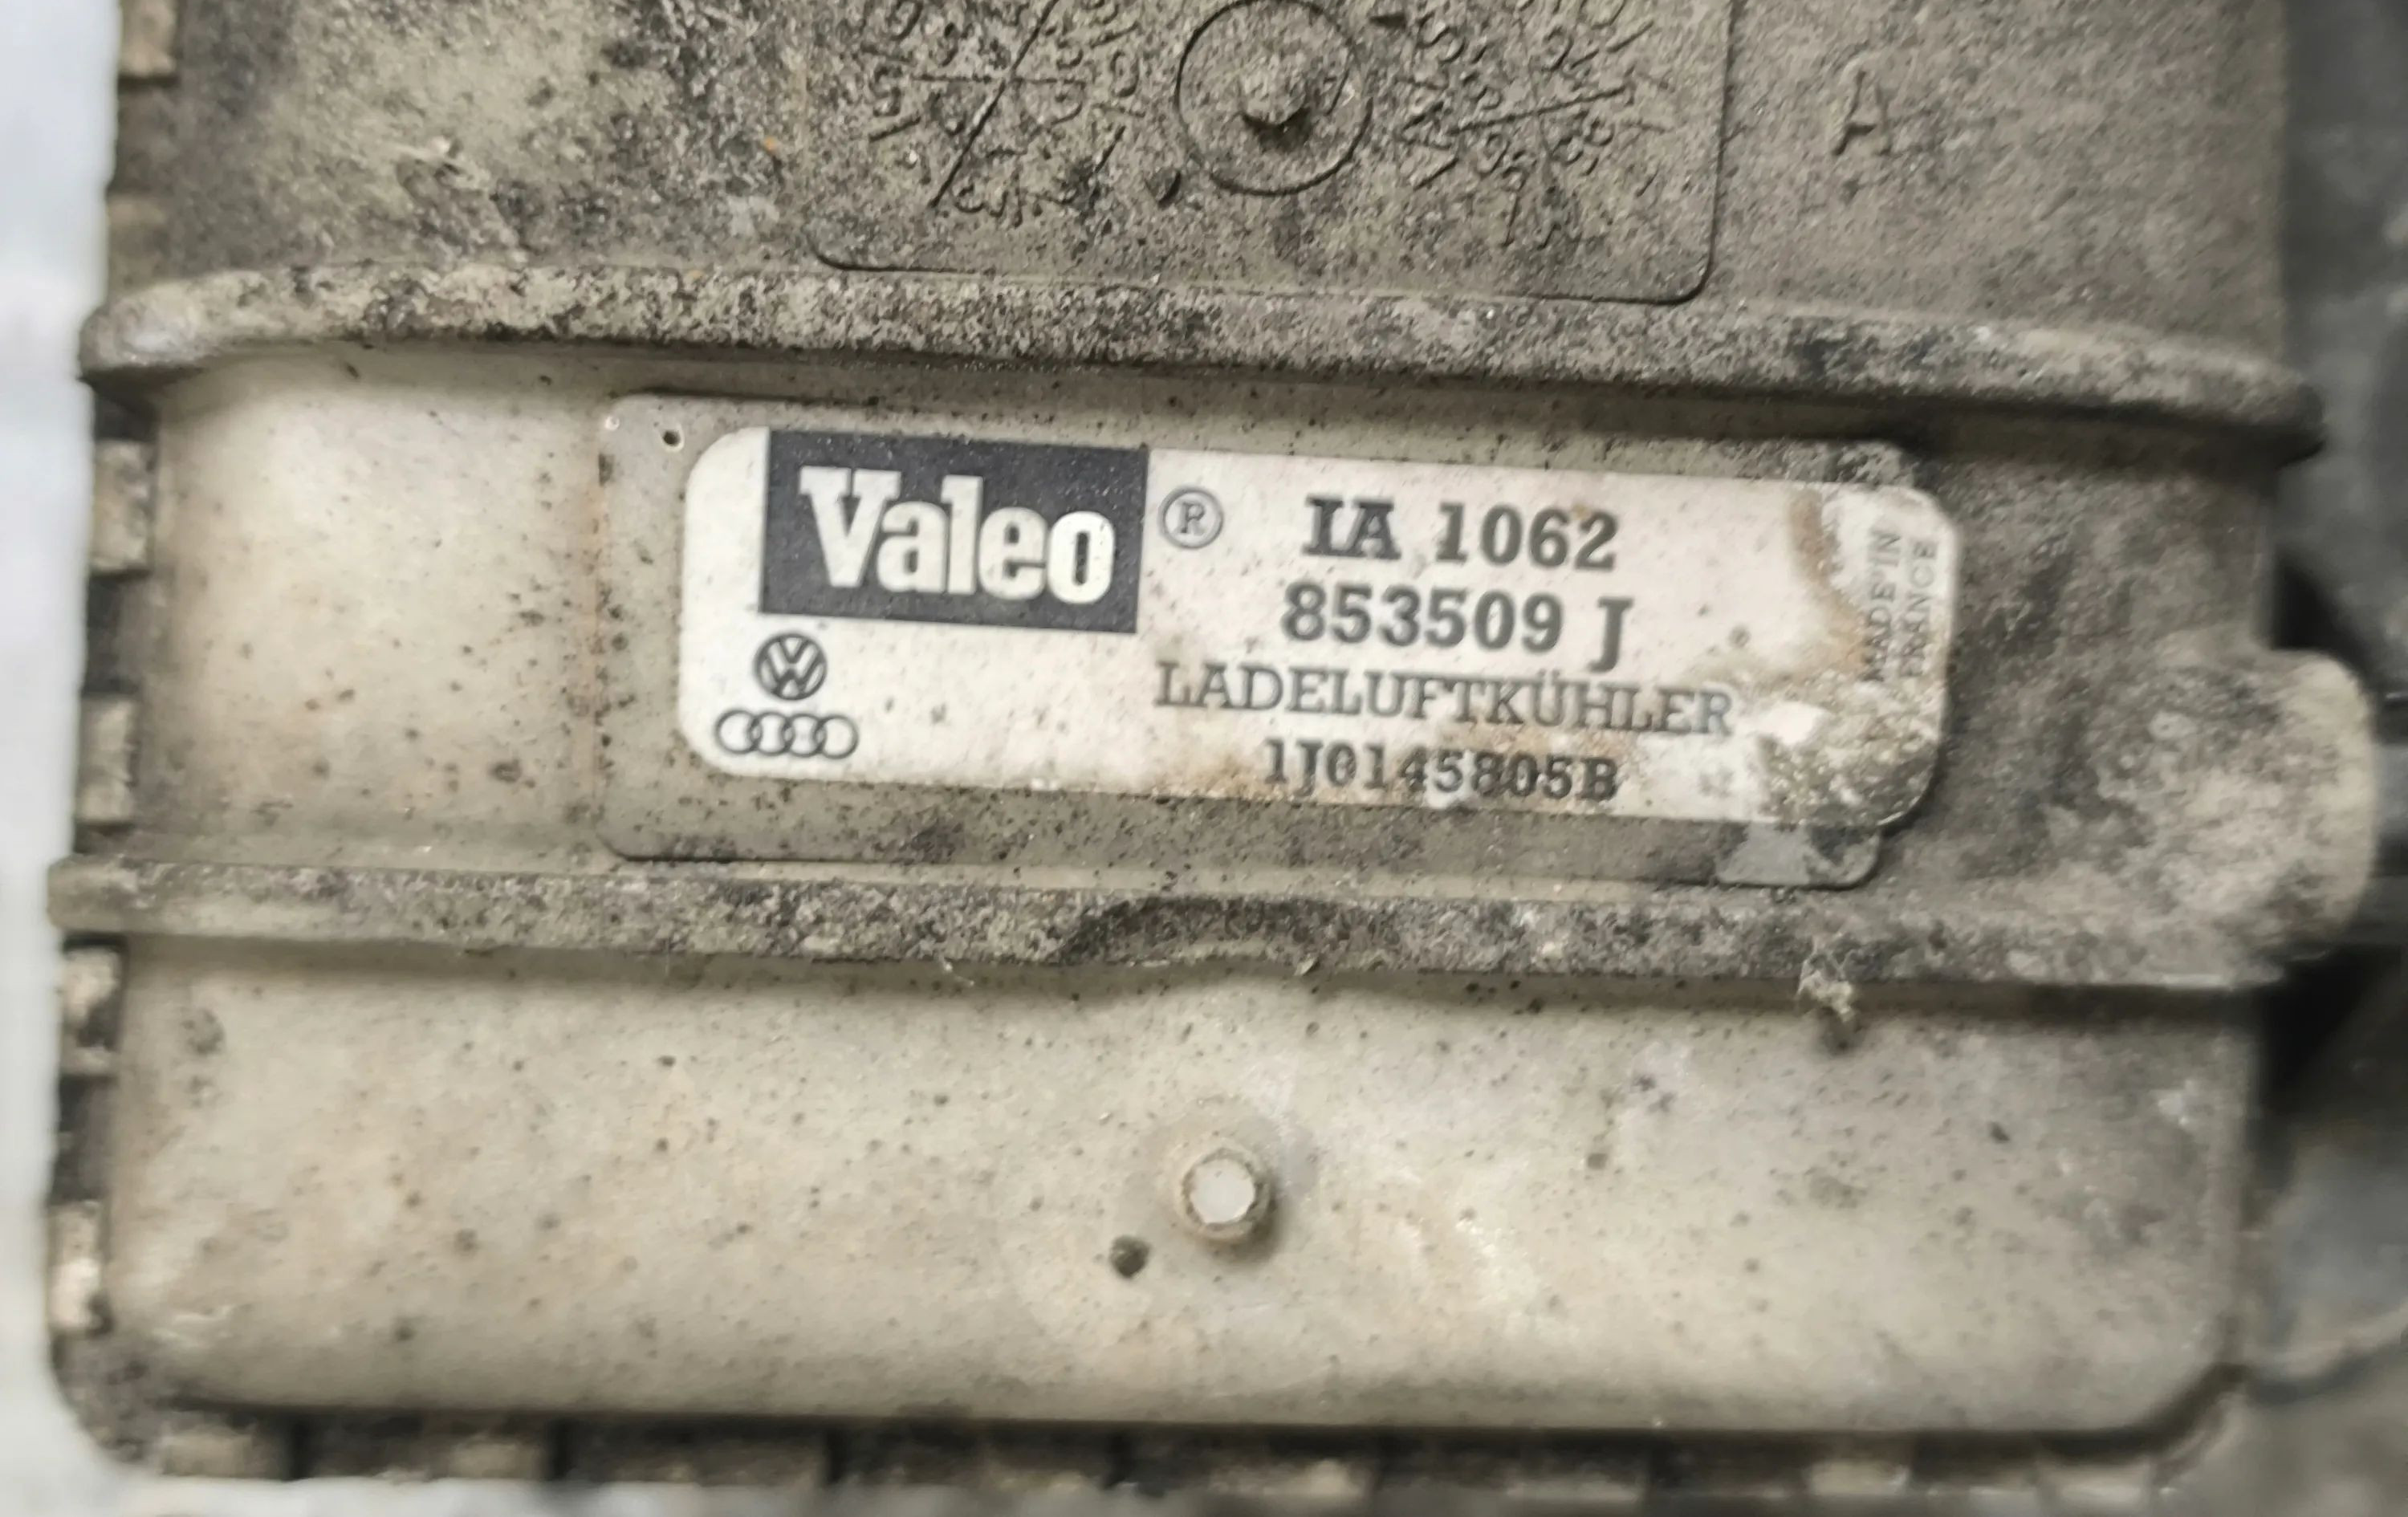 A
Valeo ® IA 1062
853509 J
LADELUFTKÜHLER
1J0145805B
MADE IN
FRANCE